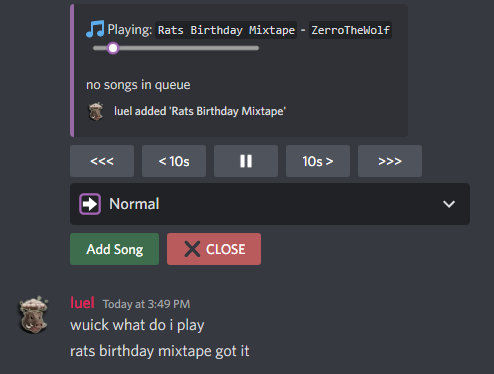 Playing: Rats Birthday Mixtape - ZerroTheWolf
no songs in queue
luel added 'Rats Birthday Mixtape'
<<< < 10s 10s > >>>
Normal
Add Song CLOSE
luel Today at 3:49 PM
wuick what do i play
rats birthday mixtape got it